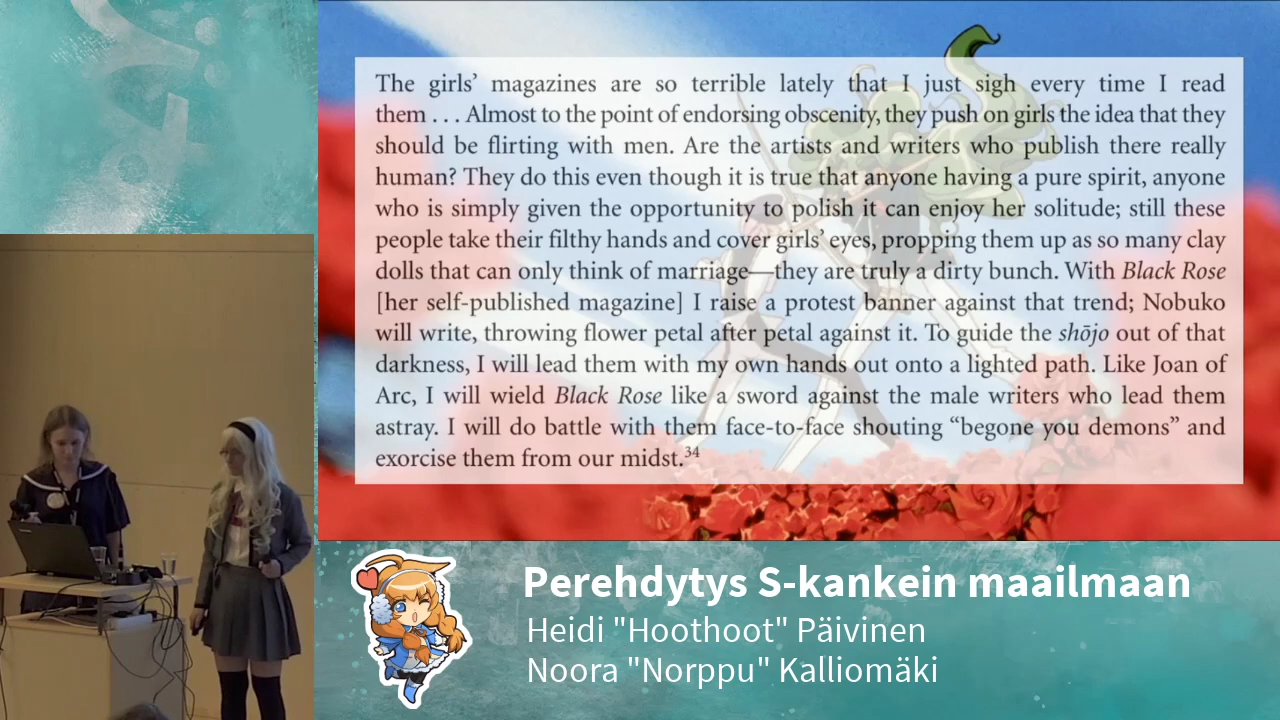 The girls’ magazines are so terrible lately that I just sigh every time I read
them . . . Almost to the point of endorsing obscenity, they push on girls the idea that they
should be flirting with men. Are the artists and writers who publish there really
human? They do this even though it is true that anyone having a pure spirit, anyone
who is simply given the opportunity to polish it can enjoy her solitude; still these
people take their filthy hands and cover girls’ eyes, propping them up as so many clay
dolls that can only think of marriage—they are truly a dirty bunch. With Black Rose
[her self-published magazine] I raise a protest banner against that trend; Nobuko
will write, throwing flower petal after petal against it. To guide the shōjo out of that
darkness, I will lead them with my own hands out onto a lighted path. Like Joan of
Arc, I will wield Black Rose like a sword against the male writers who lead them
astray. I will do battle with them face-to-face shouting “begone you demons” and
exorcise them from our midst.34
Perehdytys S-kankein maailmaan
Heidi "Hoothoot" Päivinen
Noora "Norppu" Kalliomäki